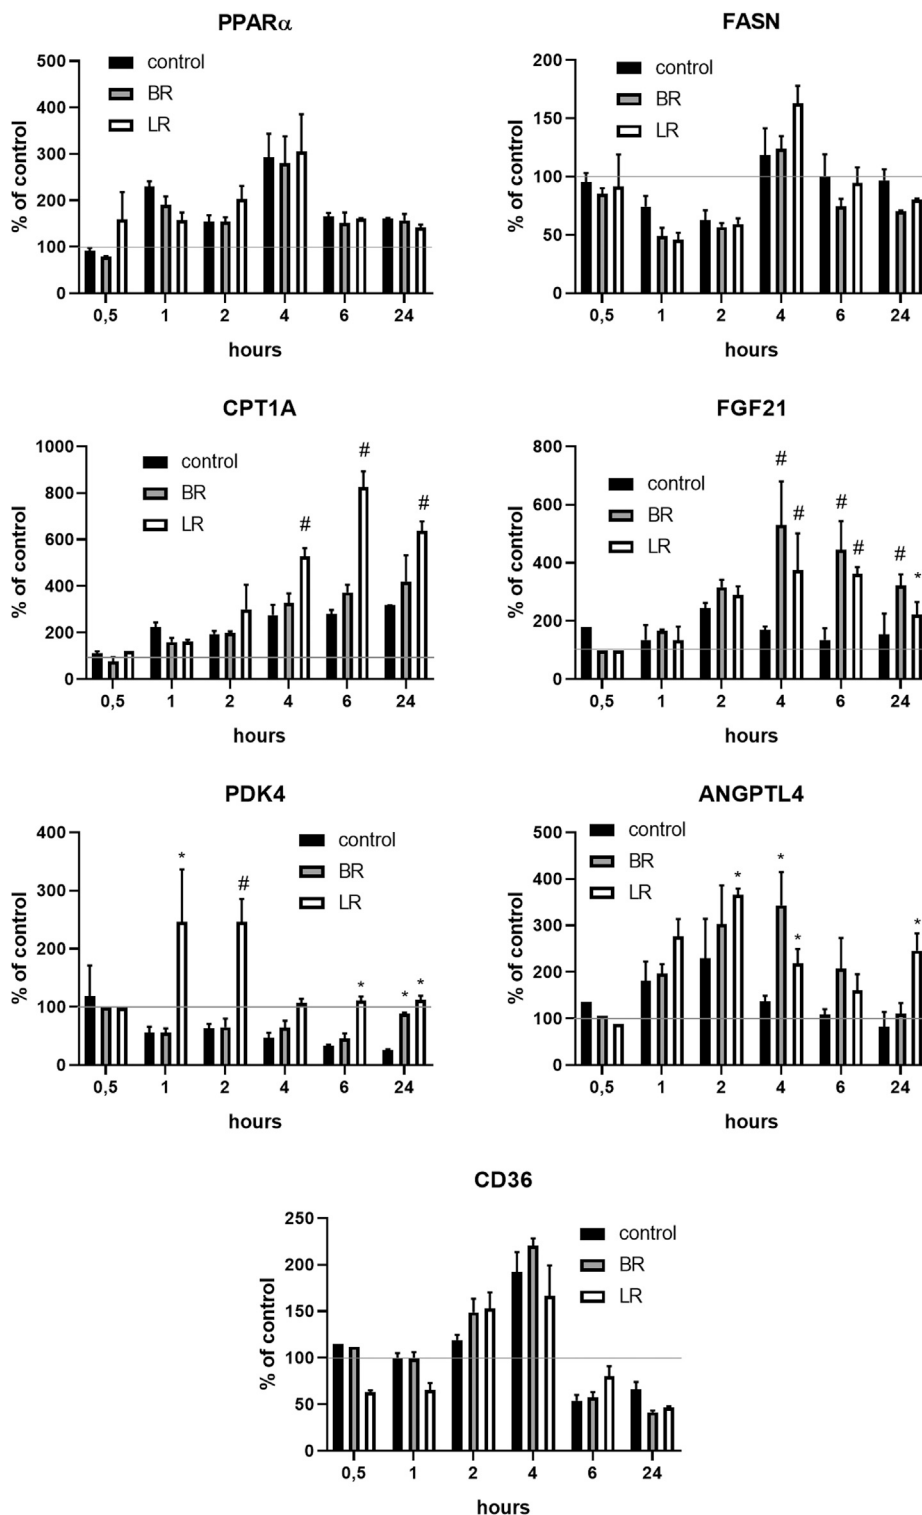 PPARα
500
400
300
200
100
0
% of control
control
BR
LR
0,5 1 2 4 6 24
hours
FASN
200
150
100
50
0
% of control
control
BR
LR
0,5 1 2 4 6 24
hours
CPT1A
1000
800
600
400
200
0
% of control
control
BR
LR
# # #
0,5 1 2 4 6 24
hours
FGF21
800
600
400
200
0
% of control
control
BR
LR
# # # # # *
0,5 1 2 4 6 24
hours
PDK4
400
300
200
100
0
% of control
control
BR
LR
* # * * *
0,5 1 2 4 6 24
hours
ANGPTL4
500
400
300
200
100
0
% of control
control
BR
LR
* * * *
0,5 1 2 4 6 24
hours
CD36
250
200
150
100
50
0
% of control
control
BR
LR
0,5 1 2 4 6 24
hours